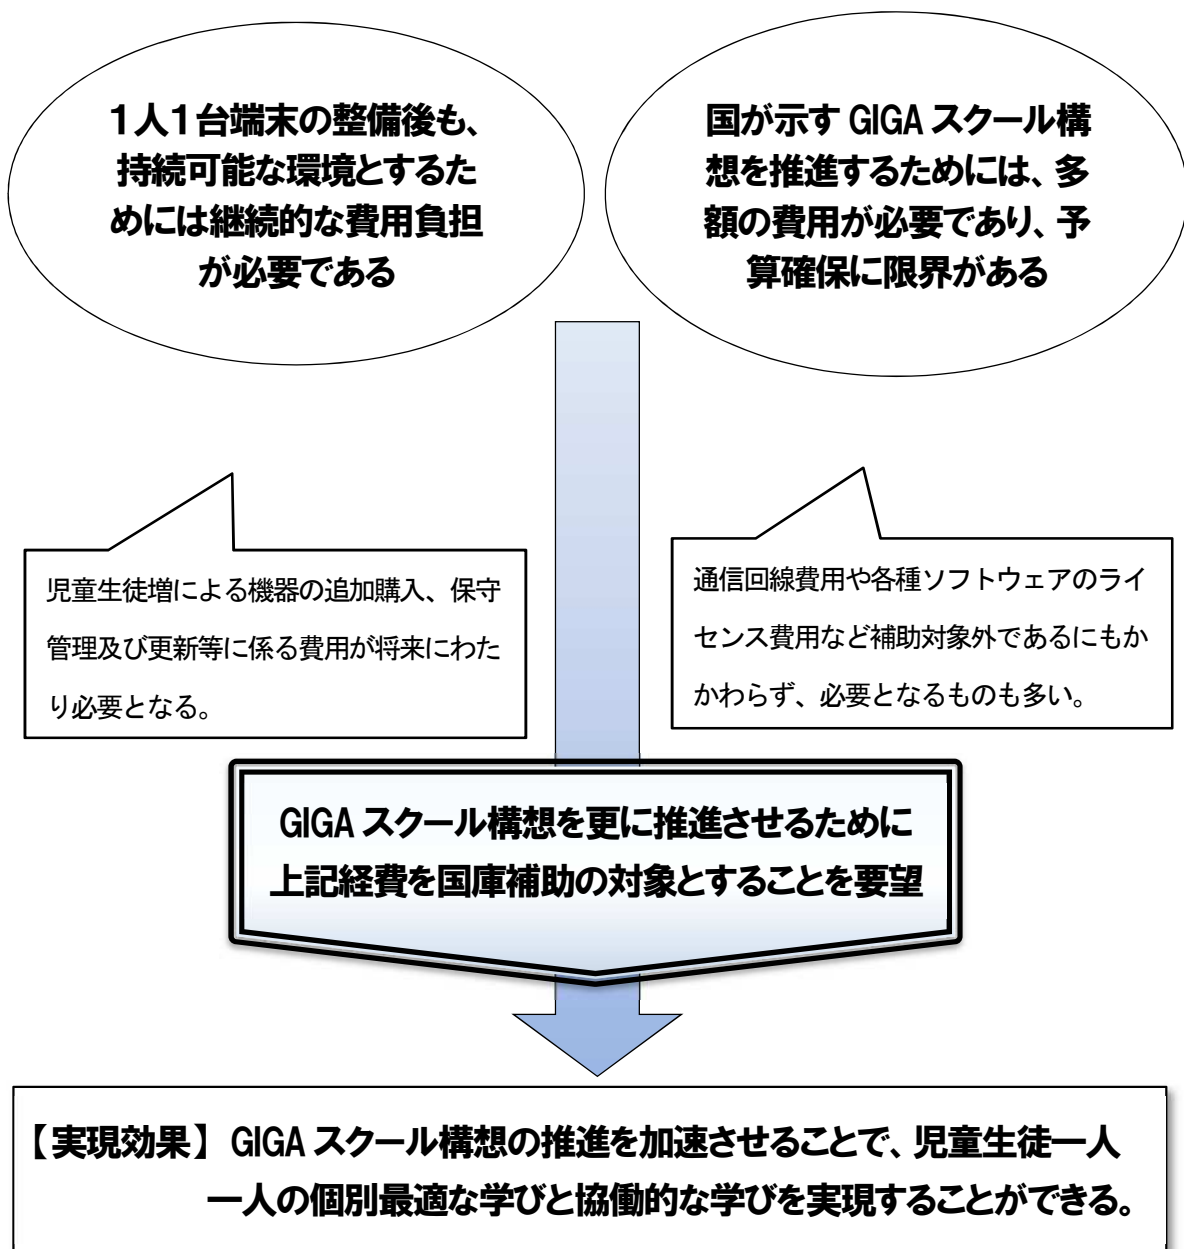 1人1台端末の整備後も、
持続可能な環境とするた
めには継続的な費用負担
が必要である
国が示す GIGA スクール構
想を推進するためには、多
額の費用が必要であり、予
算確保に限界がある
児童生徒増による機器の追加購入、保守
管理及び更新等に係る費用が将来にわた
り必要となる。
通信回線費用や各種ソフトウェアのライ
センス費用など補助対象外であるにもか
かわらず、必要となるものも多い。
GIGA スクール構想を更に推進させるために
上記経費を国庫補助の対象とすることを要望
【実現効果】 GIGA スクール構想の推進を加速させることで、児童生徒一人
一人の個別最適な学びと協働的な学びを実現することができる。